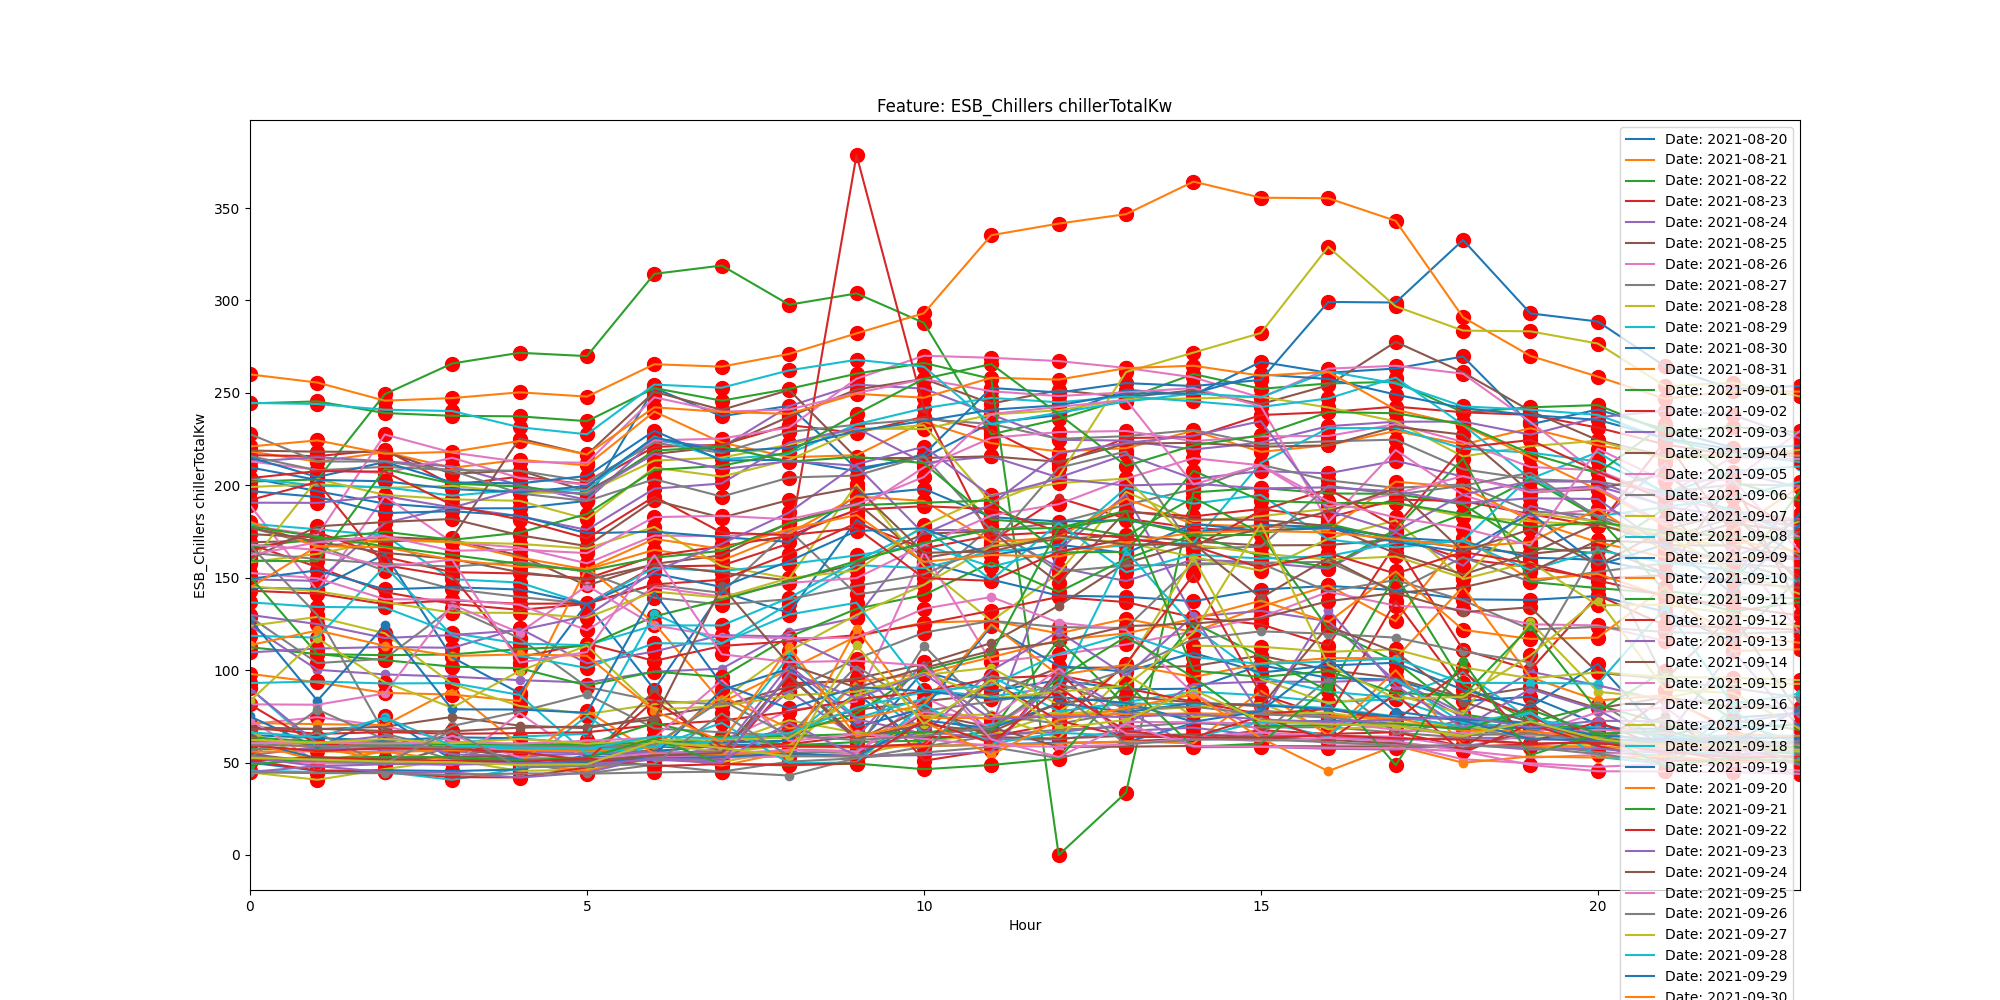 Feature: ESB_Chillers chillerTotalKw
ESB_Chillers chillerTotalKw
350
300
250
200
150
100
50
0
0
5
10
15
20
Hour
Date: 2021-08-20
Date: 2021-08-21
Date: 2021-08-22
Date: 2021-08-23
Date: 2021-08-24
Date: 2021-08-25
Date: 2021-08-26
Date: 2021-08-27
Date: 2021-08-28
Date: 2021-08-29
Date: 2021-08-30
Date: 2021-08-31
Date: 2021-09-01
Date: 2021-09-02
Date: 2021-09-03
Date: 2021-09-04
Date: 2021-09-05
Date: 2021-09-06
Date: 2021-09-07
Date: 2021-09-08
Date: 2021-09-09
Date: 2021-09-10
Date: 2021-09-11
Date: 2021-09-12
Date: 2021-09-13
Date: 2021-09-14
Date: 2021-09-15
Date: 2021-09-16
Date: 2021-09-17
Date: 2021-09-18
Date: 2021-09-19
Date: 2021-09-20
Date: 2021-09-21
Date: 2021-09-22
Date: 2021-09-23
Date: 2021-09-24
Date: 2021-09-25
Date: 2021-09-26
Date: 2021-09-27
Date: 2021-09-28
Date: 2021-09-29
Date: 2021-09-30